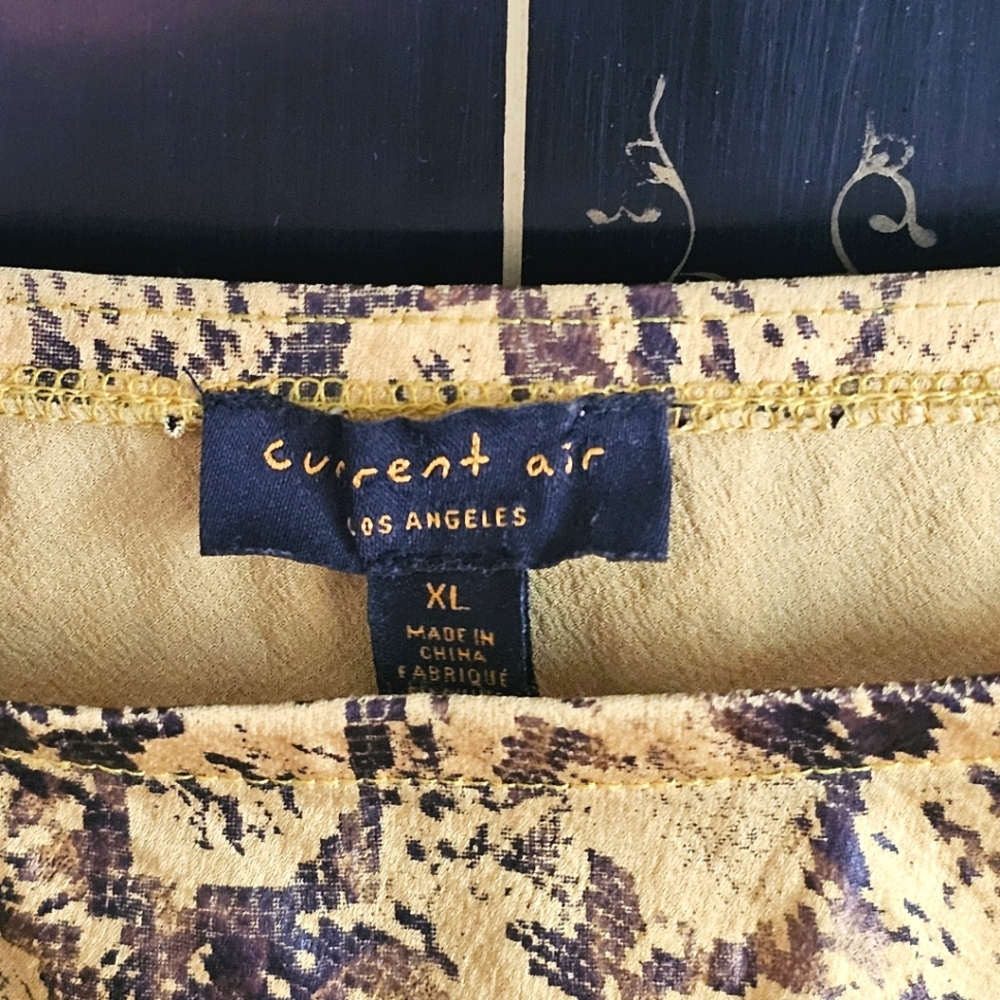 current air
LOS ANGELES
XL
MADE IN
CHINA
FABRIQUÉ